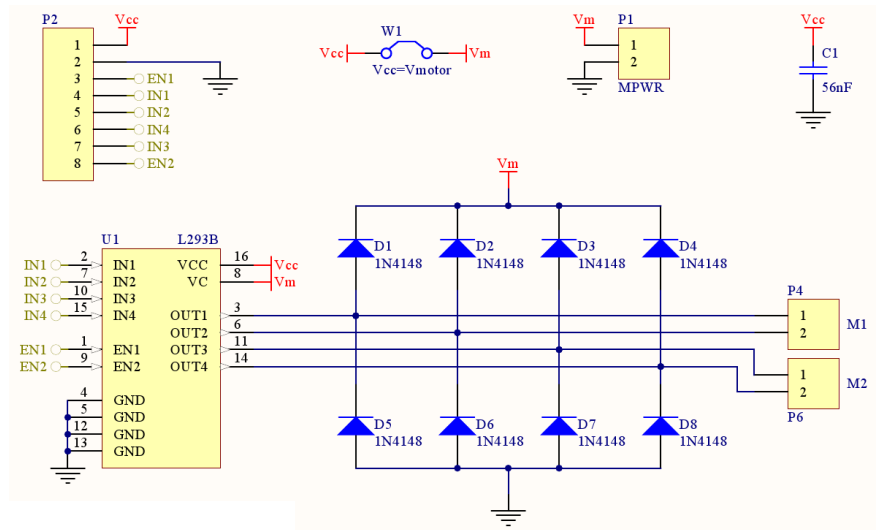 P2
Vcc
1
2
3 EN1
4 IN1
5 IN2
6 IN4
7 IN3
8 EN2
W1
Vcc Vm
Vcc=Vmotor
Vm P1
1
2
MPWR
Vcc
C1
56nF
Vm
U1 L293B
IN1 2 IN1 VCC 16 Vcc
IN2 7 IN2 VC 8 Vm
IN3 10 IN3
IN4 15 IN4 OUT1 3
OUT2 6
EN1 1 EN1 OUT3 11
EN2 9 EN2 OUT4 14
4 GND
5 GND
12 GND
13 GND
D1 D2 D3 D4
1N4148 1N4148 1N4148 1N4148
P4
1
2
M1
1
2
M2
P6
D5 D6 D7 D8
1N4148 1N4148 1N4148 1N4148